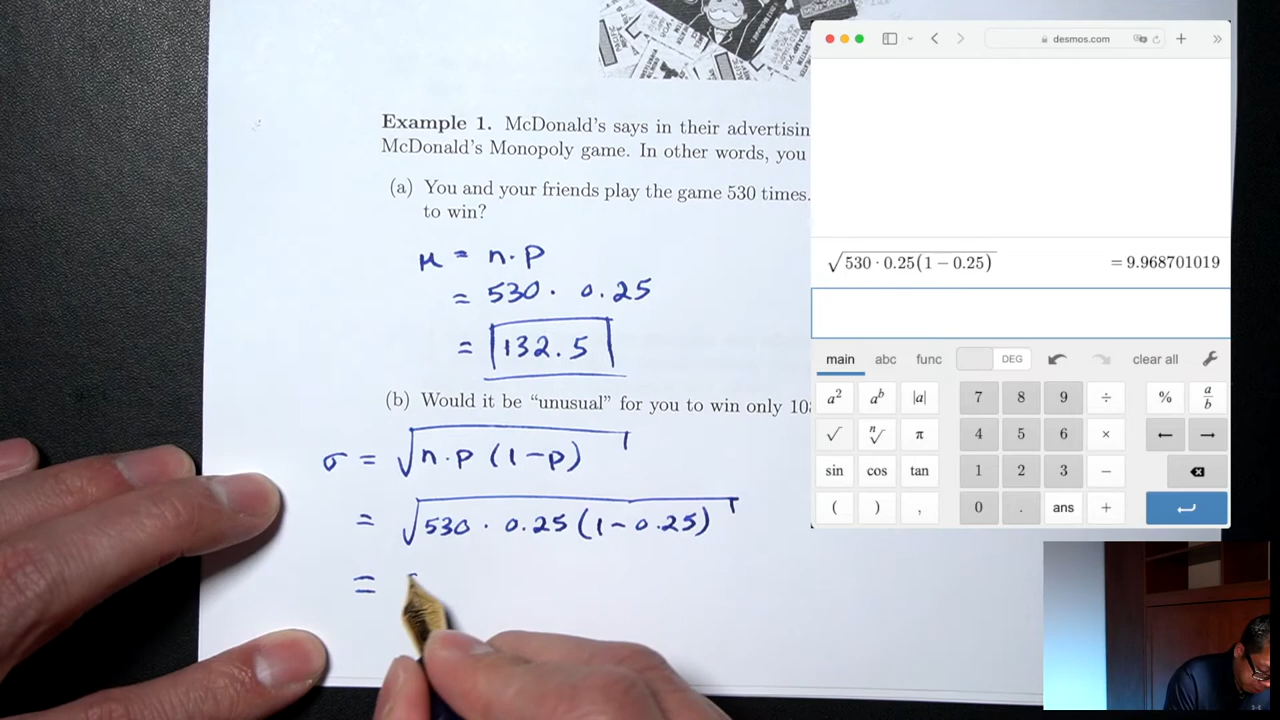 Example 1. McDonald's says in their advertisin
McDonald's Monopoly game. In other words, you
(a) You and your friends play the game 530 times.
to win?
μ = n·p
= 530 · 0.25
= 132.5
(b) Would it be "unusual" for you to win only 10
σ = √n·p (1-p)
= √530 · 0.25 (1-0.25)
=
desmos.com
√530 · 0.25(1 − 0.25) = 9.968701019
main abc func DEG clear all
a² aᵇ |a| 7 8 9 ÷ % a/b
√ ⁿ√ π 4 5 6 × ← →
sin cos tan 1 2 3 −
( ) , 0 . ans +